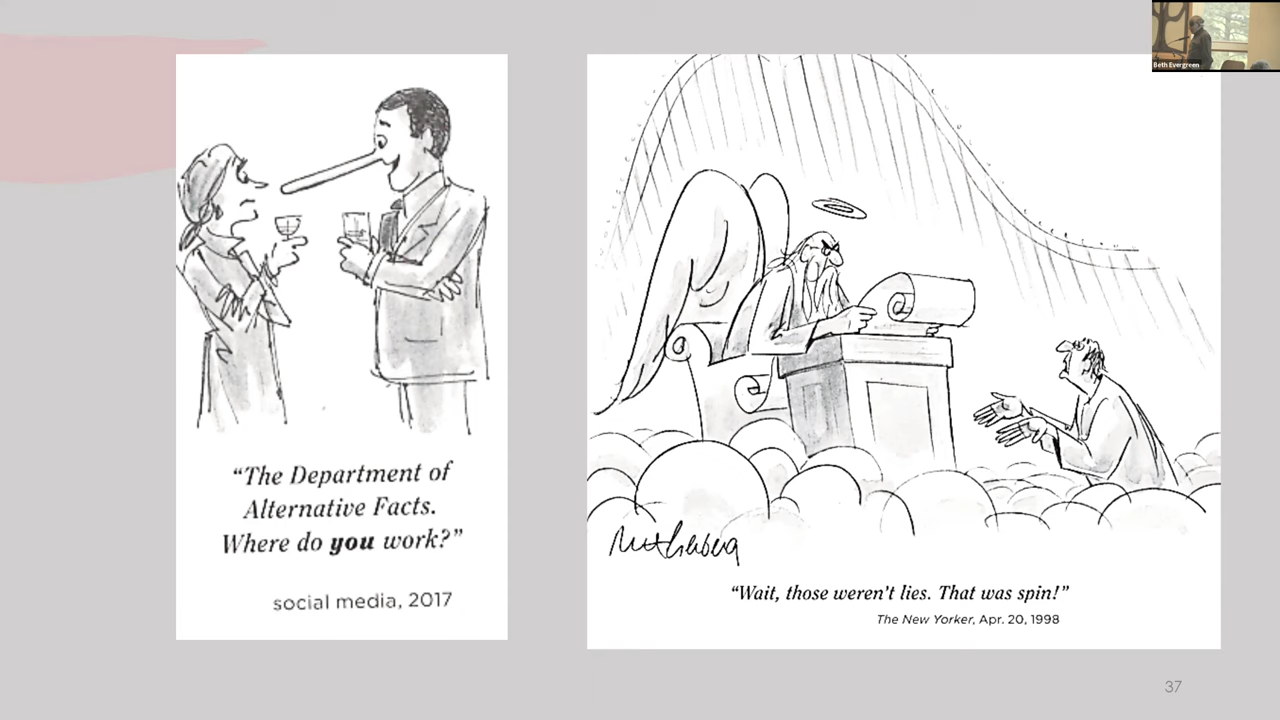 Beth Evergreen
“The Department of
Alternative Facts.
Where do you work?”
social media, 2017
“Wait, those weren’t lies. That was spin!”
The New Yorker, Apr. 20, 1998
37